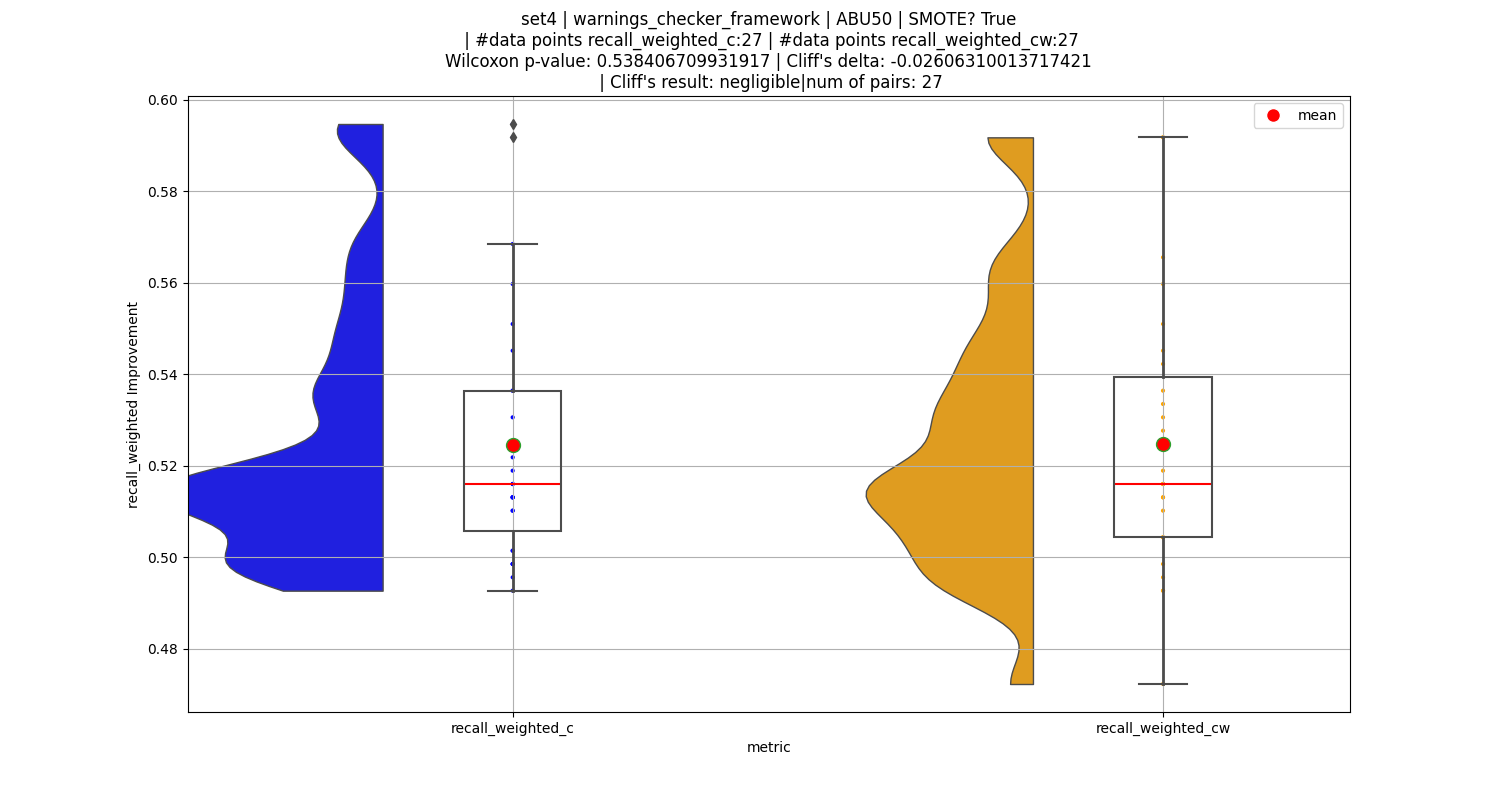 set4 | warnings_checker_framework | ABU50 | SMOTE? True
| #data points recall_weighted_c:27 | #data points recall_weighted_cw:27
Wilcoxon p-value: 0.538406709931917 | Cliff's delta: -0.02606310013717421
| Cliff's result: negligible|num of pairs: 27
mean
0.60
0.58
0.56
0.54
0.52
0.50
0.48
recall_weighted Improvement
recall_weighted_c
recall_weighted_cw
metric